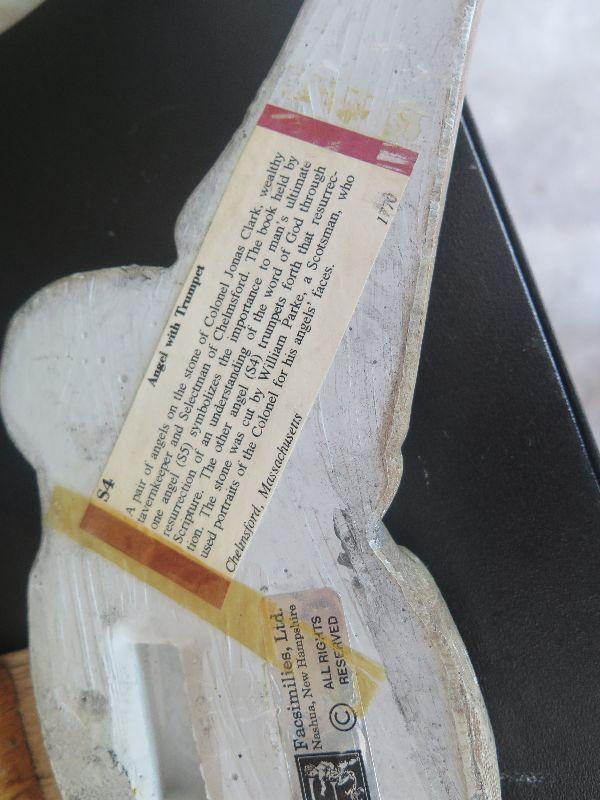 S4
Angel with Trumpet
A pair of angels on the stone of Colonel Jonas Clark, wealthy
tavernkeeper and Selectman of Chelmsford. The book held by
one angel (S5) symbolizes the importance to man's ultimate
resurrection of an understanding of the word of God through
Scripture. The other angel (S4) trumpets forth that resurrec-
tion. The stone was cut by William Parke, a Scotsman, who
used portraits of the Colonel for his angels' faces.
Chelmsford, Massachusetts 1770
Facsimilies, Ltd.
Nashua, New Hampshire
© ALL RIGHTS
RESERVED